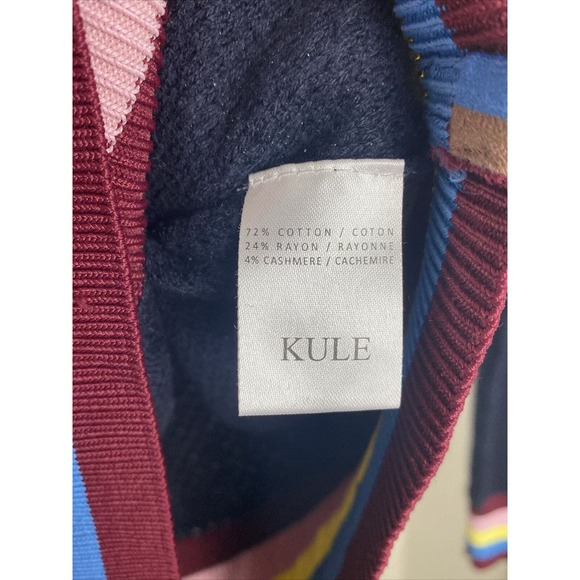 72% COTTON / COTON
24% RAYON / RAYONNE
4% CASHMERE / CACHEMIRE
KULE